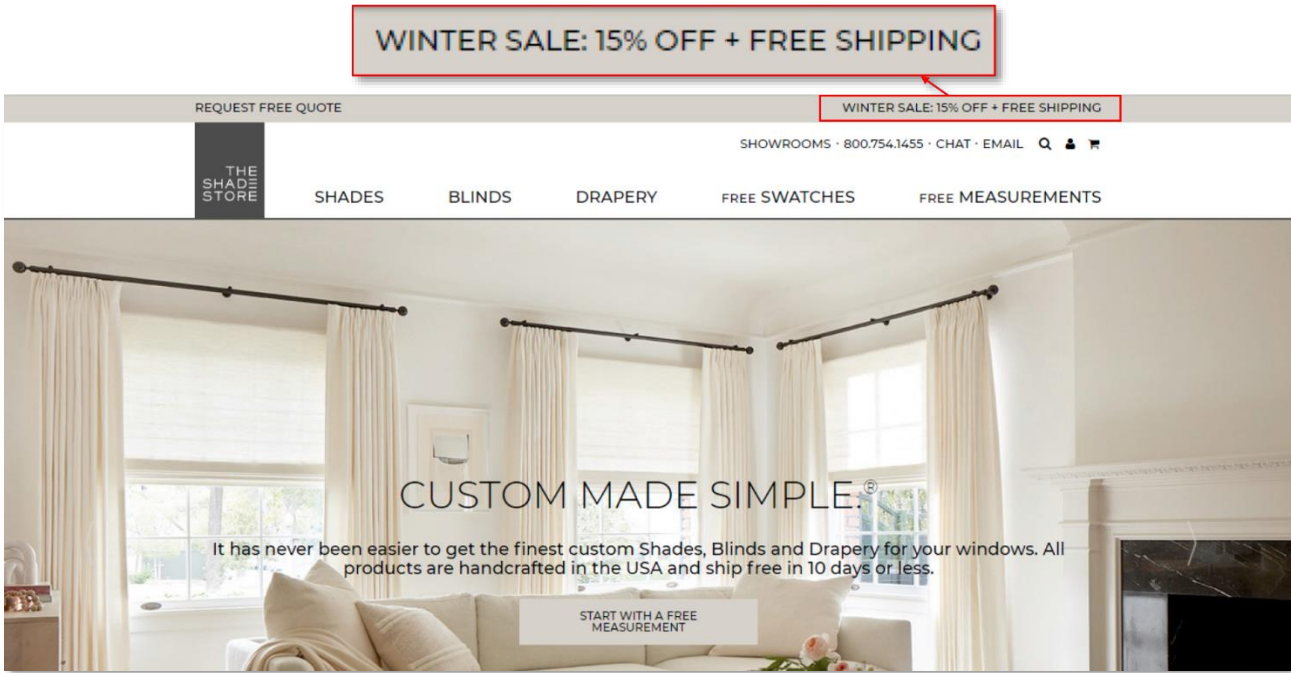 WINTER SALE: 15% OFF + FREE SHIPPING
REQUEST FREE QUOTE
WINTER SALE: 15% OFF + FREE SHIPPING
SHOWROOMS · 800.754.1455 · CHAT · EMAIL
THE
SHADE
STORE
SHADES
BLINDS
DRAPERY
FREE SWATCHES
FREE MEASUREMENTS
CUSTOM MADE SIMPLE.®
It has never been easier to get the finest custom Shades, Blinds and Drapery for your windows. All
products are handcrafted in the USA and ship free in 10 days or less.
START WITH A FREE
MEASUREMENT